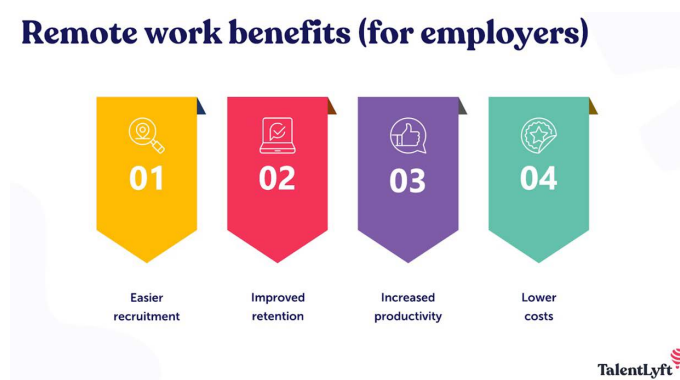 Remote work benefits (for employers)
01
02
03
04
Easier
recruitment
Improved
retention
Increased
productivity
Lower
costs
TalentLyft